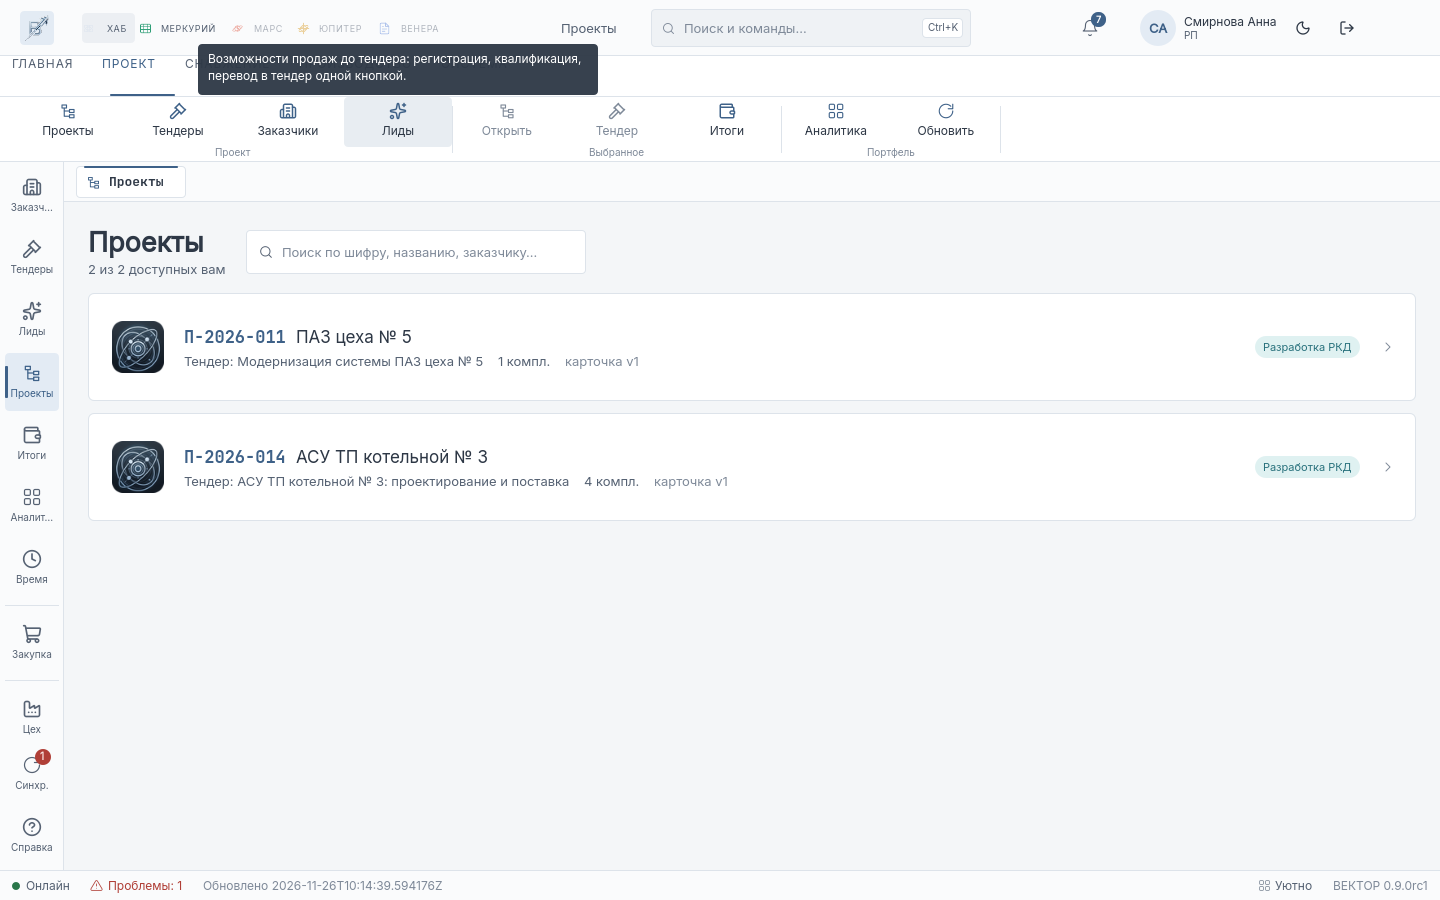 ХАБ
МЕРКУРИЙ
МАРС
ЮПИТЕР
ВЕНЕРА
Проекты
Поиск и команды...
Ctrl+K
7
СА
Смирнова Анна
РП
ГЛАВНАЯ
ПРОЕКТ
Возможности продаж до тендера: регистрация, квалификация,
перевод в тендер одной кнопкой.
Проекты
Тендеры
Заказчики
Лиды
Открыть
Тендер
Итоги
Аналитика
Обновить
Проект
Выбранное
Портфель
Проекты
Заказч...
Тендеры
Лиды
Проекты
Итоги
Аналит...
Время
Закупка
Цех
1
Синхр.
Справка
Проекты
2 из 2 доступных вам
Поиск по шифру, названию, заказчику...
П-2026-011 ПАЗ цеха № 5
Тендер: Модернизация системы ПАЗ цеха № 5 1 компл. карточка v1
Разработка РКД
П-2026-014 АСУ ТП котельной № 3
Тендер: АСУ ТП котельной № 3: проектирование и поставка 4 компл. карточка v1
Разработка РКД
Онлайн
Проблемы: 1
Обновлено 2026-11-26T10:14:39.594176Z
Уютно
ВЕКТОР 0.9.0rc1